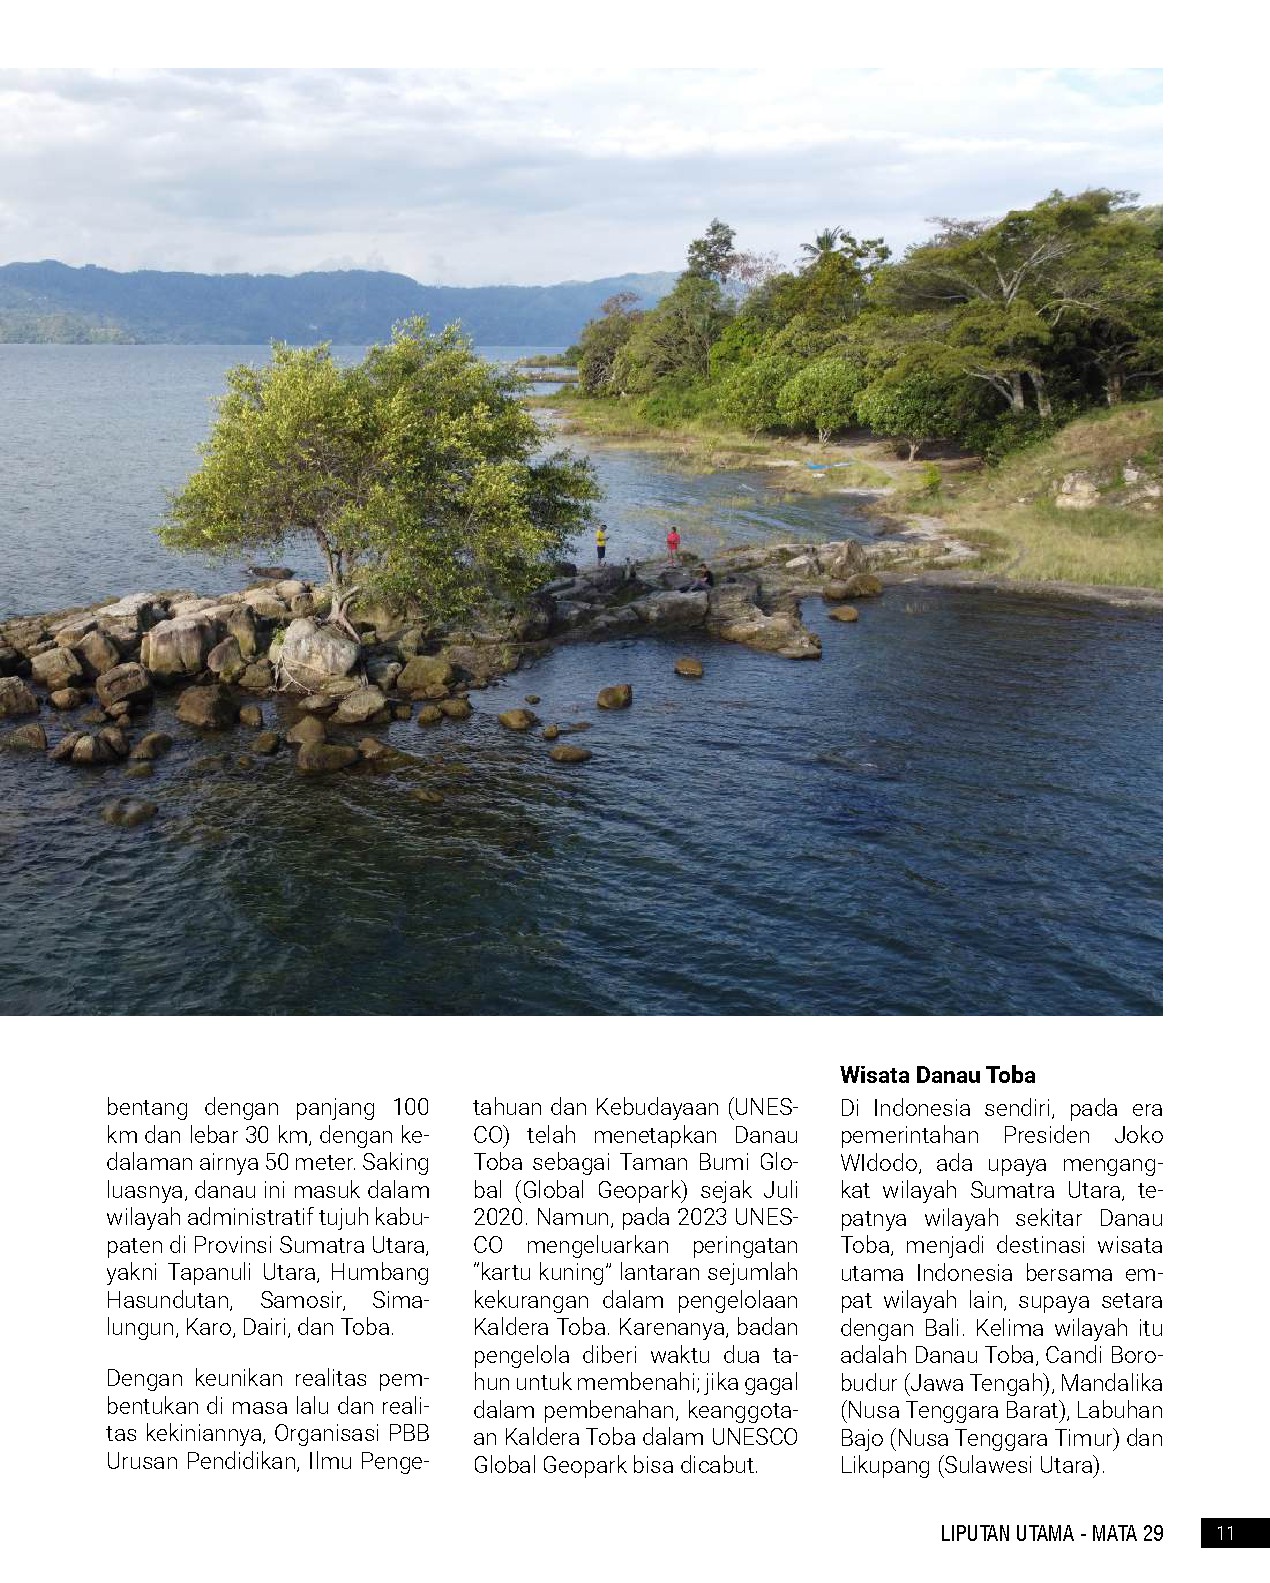 bentang dengan panjang 100
km dan lebar 30 km, dengan ke-
dalaman airnya 50 meter. Saking
luasnya, danau ini masuk dalam
wilayah administratif tujuh kabu-
paten di Provinsi Sumatra Utara,
yakni Tapanuli Utara, Humbang
Hasundutan, Samosir, Sima-
lungun, Karo, Dairi, dan Toba.
Dengan keunikan realitas pem-
bentukan di masa lalu dan reali-
tas kekiniannya, Organisasi PBB
Urusan Pendidikan, Ilmu Penge-
tahuan dan Kebudayaan (UNES-
CO) telah menetapkan Danau
Toba sebagai Taman Bumi Glo-
bal (Global Geopark) sejak Juli
2020. Namun, pada 2023 UNES-
CO mengeluarkan peringatan
“kartu kuning” lantaran sejumlah
kekurangan dalam pengelolaan
Kaldera Toba. Karenanya, badan
pengelola diberi waktu dua ta-
hun untuk membenahi; jika gagal
dalam pembenahan, keanggota-
an Kaldera Toba dalam UNESCO
Global Geopark bisa dicabut.
Wisata Danau Toba
Di Indonesia sendiri, pada era
pemerintahan Presiden Joko
WIdodo, ada upaya mengang-
kat wilayah Sumatra Utara, te-
patnya wilayah sekitar Danau
Toba, menjadi destinasi wisata
utama Indonesia bersama em-
pat wilayah lain, supaya setara
dengan Bali. Kelima wilayah itu
adalah Danau Toba, Candi Boro-
budur (Jawa Tengah), Mandalika
(Nusa Tenggara Barat), Labuhan
Bajo (Nusa Tenggara Timur) dan
Likupang (Sulawesi Utara).
LIPUTAN UTAMA - MATA 29
11